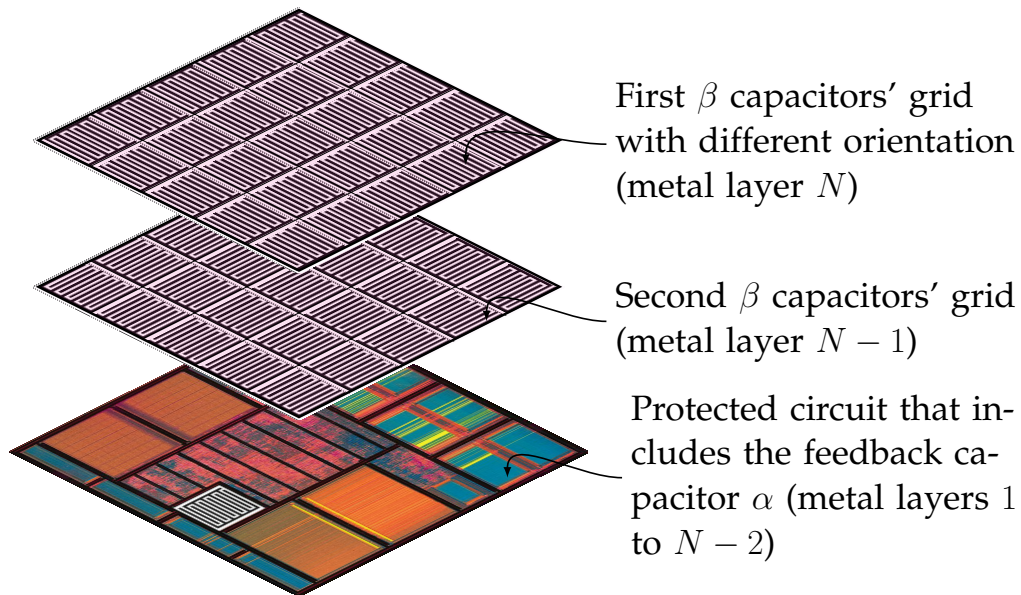 First β capacitors’ grid
with different orientation
(metal layer N)
Second β capacitors’ grid
(metal layer N − 1)
Protected circuit that in-
cludes the feedback ca-
pacitor α (metal layers 1
to N − 2)